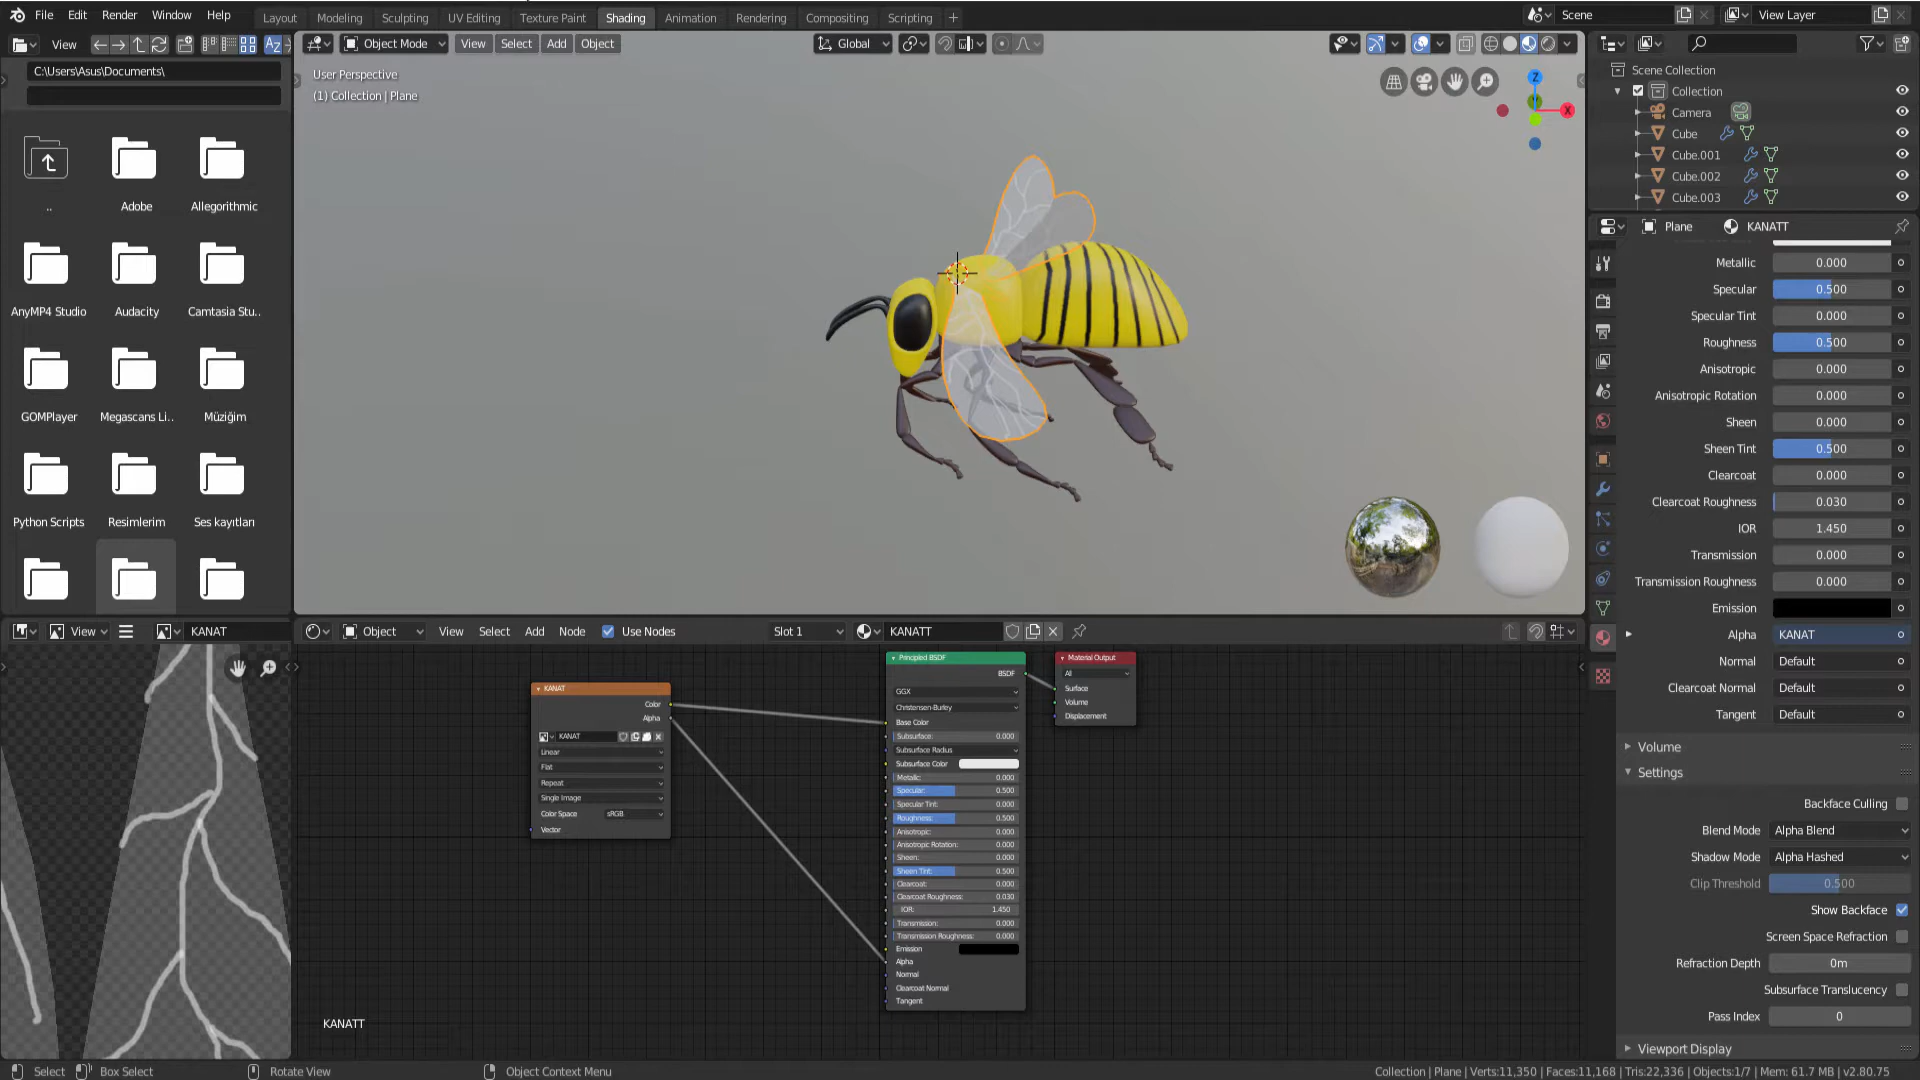 File Edit Render Window Help Layout Modeling Sculpting UV Editing Texture Paint Shading Animation Rendering Compositing Scripting + Scene View Layer
View
C:\Users\Asus\Documents\
..
Adobe
Allegorithmic
AnyMP4 Studio
Audacity
Camtasia Stu..
GOMPlayer
Megascans Li..
Müziğim
Python Scripts
Resimlerim
Ses kayıtları
Object Mode View Select Add Object Global
User Perspective
(1) Collection | Plane
Z
X
Scene Collection
Collection
Camera
Cube
Cube.001
Cube.002
Cube.003
Plane KANATT
Metallic 0.000
Specular 0.500
Specular Tint 0.000
Roughness 0.500
Anisotropic 0.000
Anisotropic Rotation 0.000
Sheen 0.000
Sheen Tint 0.500
Clearcoat 0.000
Clearcoat Roughness 0.030
IOR 1.450
Transmission 0.000
Transmission Roughness 0.000
Emission
Alpha KANAT
Normal Default
Clearcoat Normal Default
Tangent Default
Volume
Settings
Backface Culling
Blend Mode Alpha Blend
Shadow Mode Alpha Hashed
Clip Threshold 0.500
Show Backface
Screen Space Refraction
Refraction Depth 0m
Subsurface Translucency
Pass Index 0
Viewport Display
View KANAT
Object View Select Add Node Use Nodes Slot 1 KANATT
KANAT
Color
Alpha
KANAT
Linear
Flat
Repeat
Single Image
Color Space sRGB
Vector
Principled BSDF
BSDF
GGX
Christensen-Burley
Base Color
Subsurface: 0.000
Subsurface Radius
Subsurface Color
Metallic: 0.000
Specular: 0.500
Specular Tint: 0.000
Roughness: 0.500
Anisotropic: 0.000
Anisotropic Rotation: 0.000
Sheen: 0.000
Sheen Tint: 0.500
Clearcoat: 0.000
Clearcoat Roughness: 0.030
IOR: 1.450
Transmission: 0.000
Transmission Roughness: 0.000
Emission
Alpha
Normal
Clearcoat Normal
Tangent
Material Output
All
Surface
Volume
Displacement
KANATT
Select Box Select Rotate View Object Context Menu Collection | Plane | Verts:11,350 | Faces:11,168 | Tris:22,336 | Objects:1/7 | Mem: 61.7 MB | v2.80.75